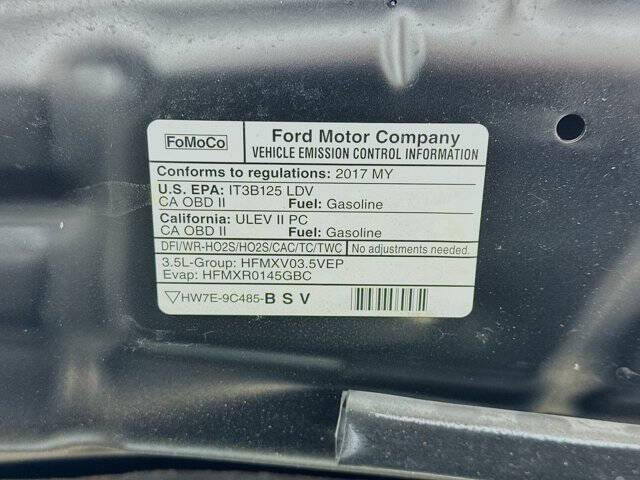 FoMoCo
Ford Motor Company
VEHICLE EMISSION CONTROL INFORMATION
Conforms to regulations: 2017 MY
U.S. EPA: IT3B125 LDV
CA OBD II Fuel: Gasoline
California: ULEV II PC
CA OBD II Fuel: Gasoline
DFI/WR-HO2S/HO2S/CAC/TC/TWC No adjustments needed.
3.5L-Group: HFMXV03.5VEP
Evap: HFMXR0145GBC
HW7E-9C485-B S V